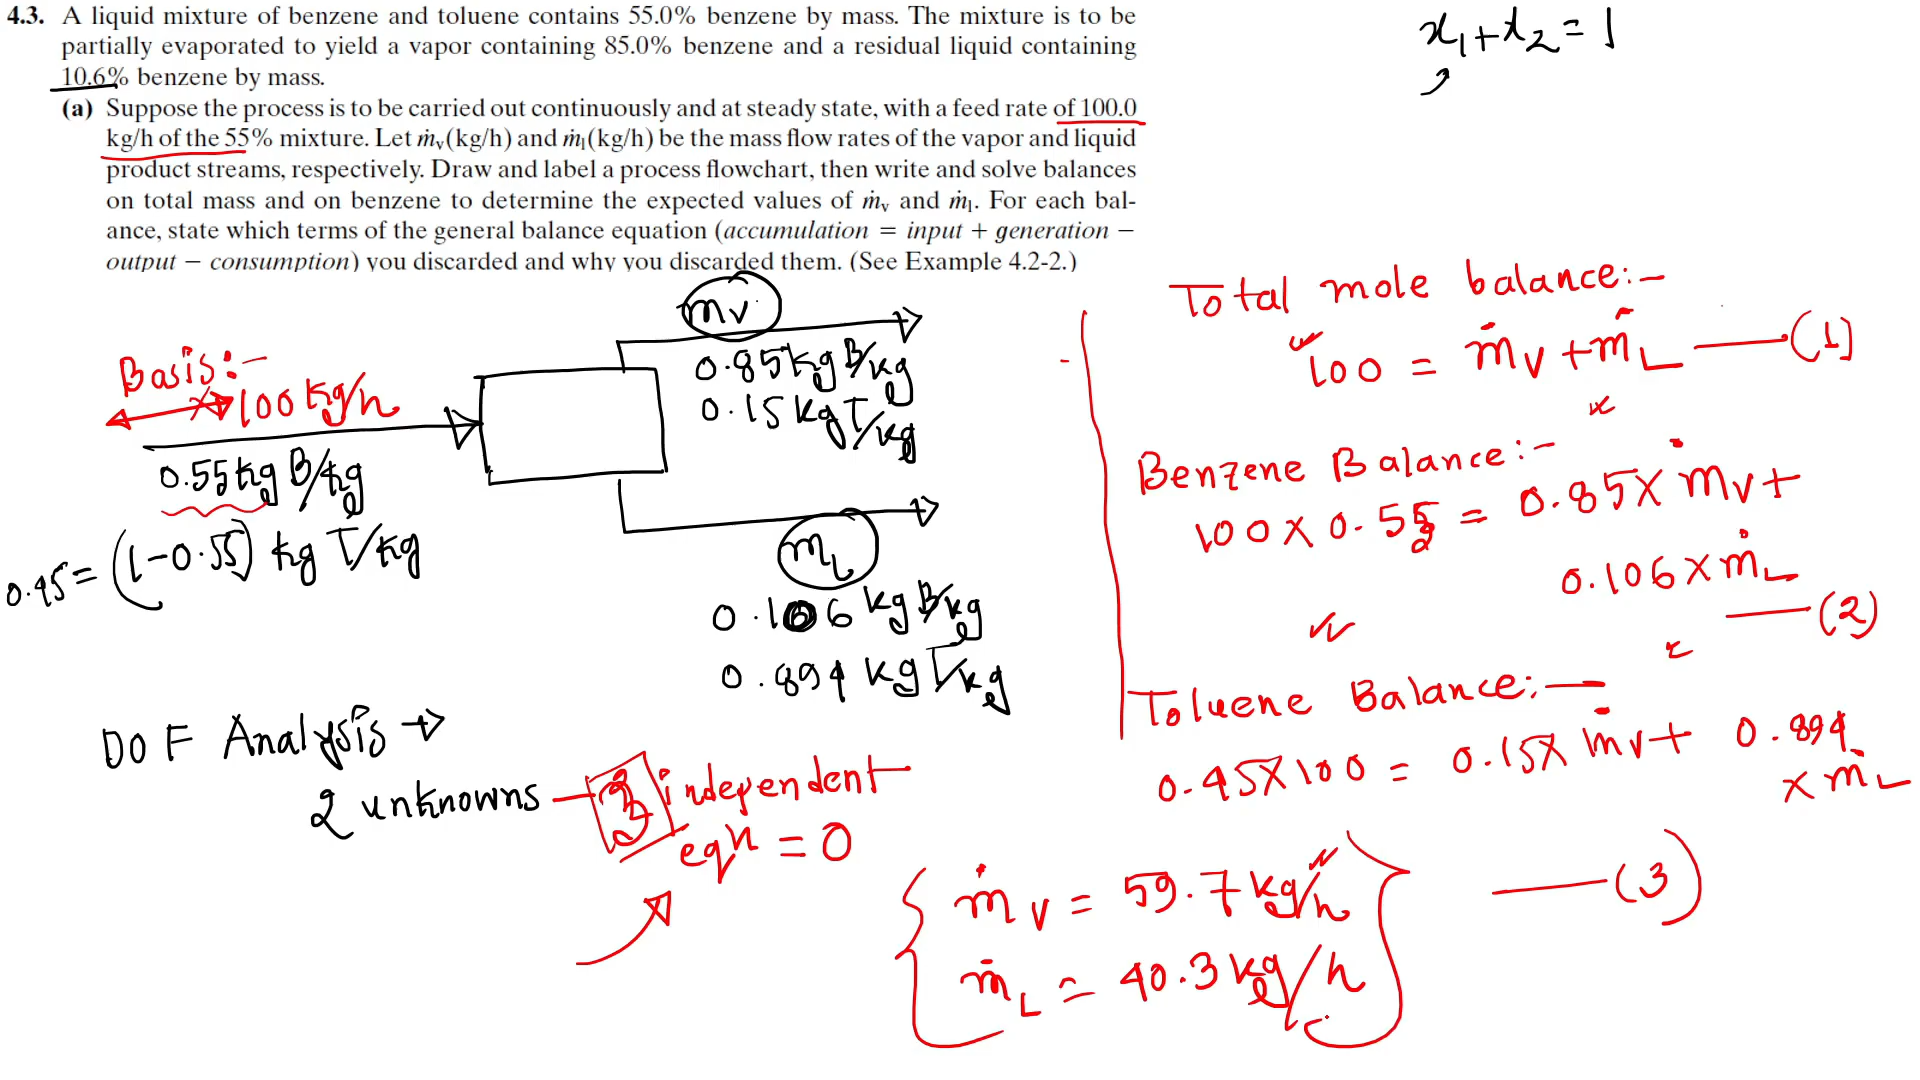 4.3. A liquid mixture of benzene and toluene contains 55.0% benzene by mass. The mixture is to be
partially evaporated to yield a vapor containing 85.0% benzene and a residual liquid containing
10.6% benzene by mass.
(a) Suppose the process is to be carried out continuously and at steady state, with a feed rate of 100.0
kg/h of the 55% mixture. Let ṁv(kg/h) and ṁl(kg/h) be the mass flow rates of the vapor and liquid
product streams, respectively. Draw and label a process flowchart, then write and solve balances
on total mass and on benzene to determine the expected values of ṁv and ṁl. For each bal-
ance, state which terms of the general balance equation (accumulation = input + generation −
output − consumption) you discarded and why you discarded them. (See Example 4.2-2.)
x1+x2=1
Basis:-
100 kg/h
0.55 kg B/kg
0.45= (1-0.55) kg T/kg
mv
0.85 kg B/kg
0.15 kg T/kg
mL
0.106 kg B/kg
0.894 kg T/kg
DOF Analysis →
2 unknowns - independent
eqn = 0
Total mole balance:-
100 = ṁv+ṁL —(1)
Benzene Balance:-
100 X 0.55 = 0.85X ṁv+
0.106XṁL
—(2)
Toluene Balance:—
0.45X100 = 0.15X ṁv+ 0.894
XṁL
—(3)
ṁv = 59.7 kg/h
ṁL = 40.3 kg/h